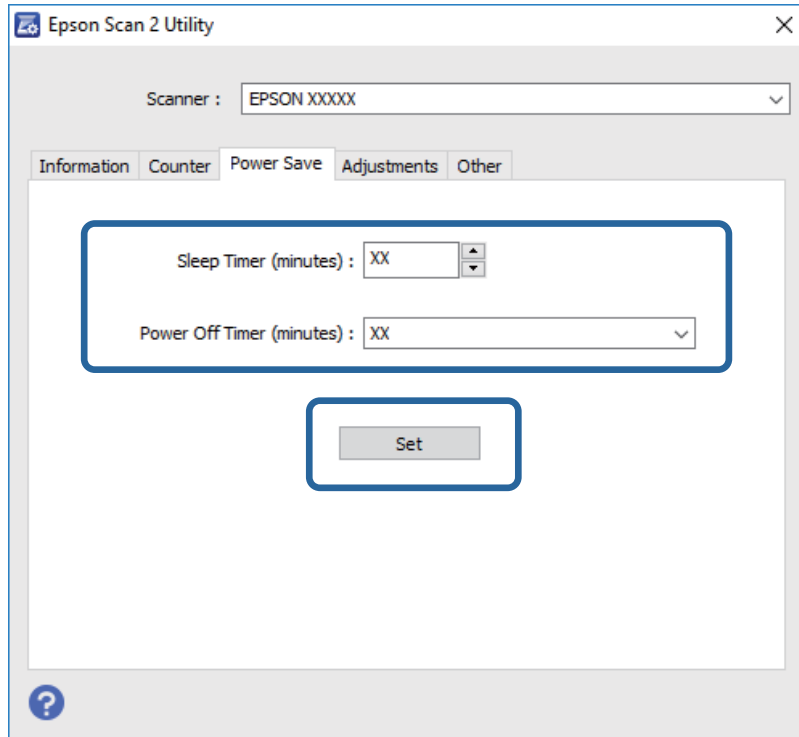 Epson Scan 2 Utility
Scanner : EPSON XXXXX
Information Counter Power Save Adjustments Other
Sleep Timer (minutes) : XX
Power Off Timer (minutes) : XX
Set
?